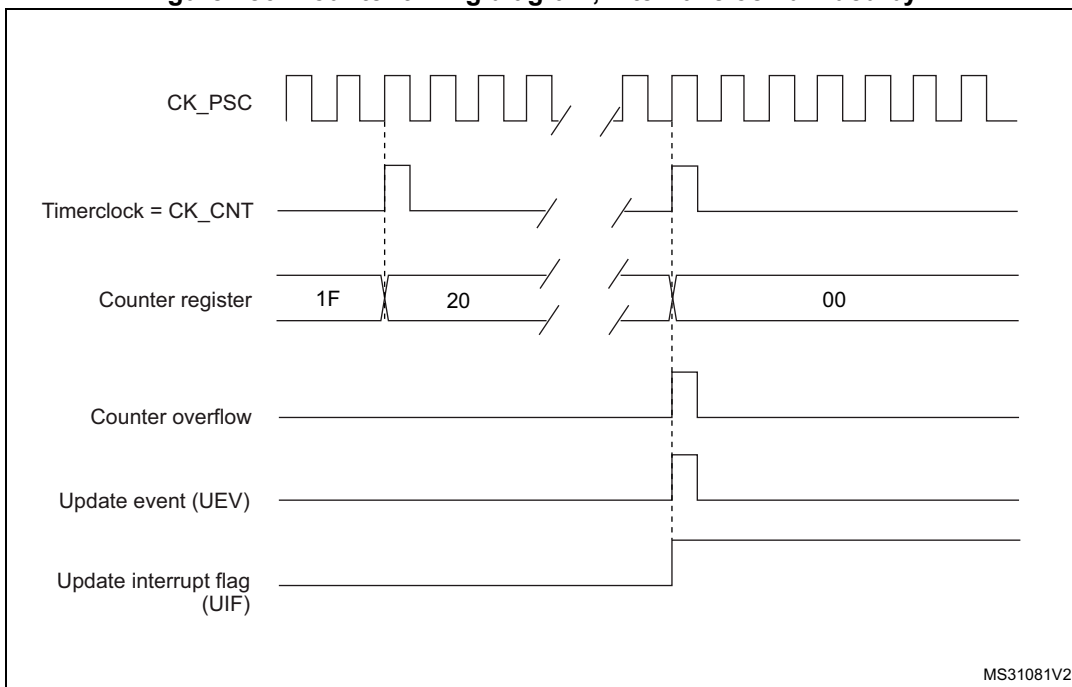 CK_PSC
Timerclock = CK_CNT
Counter register
1F
20
00
Counter overflow
Update event (UEV)
Update interrupt flag
(UIF)
MS31081V2